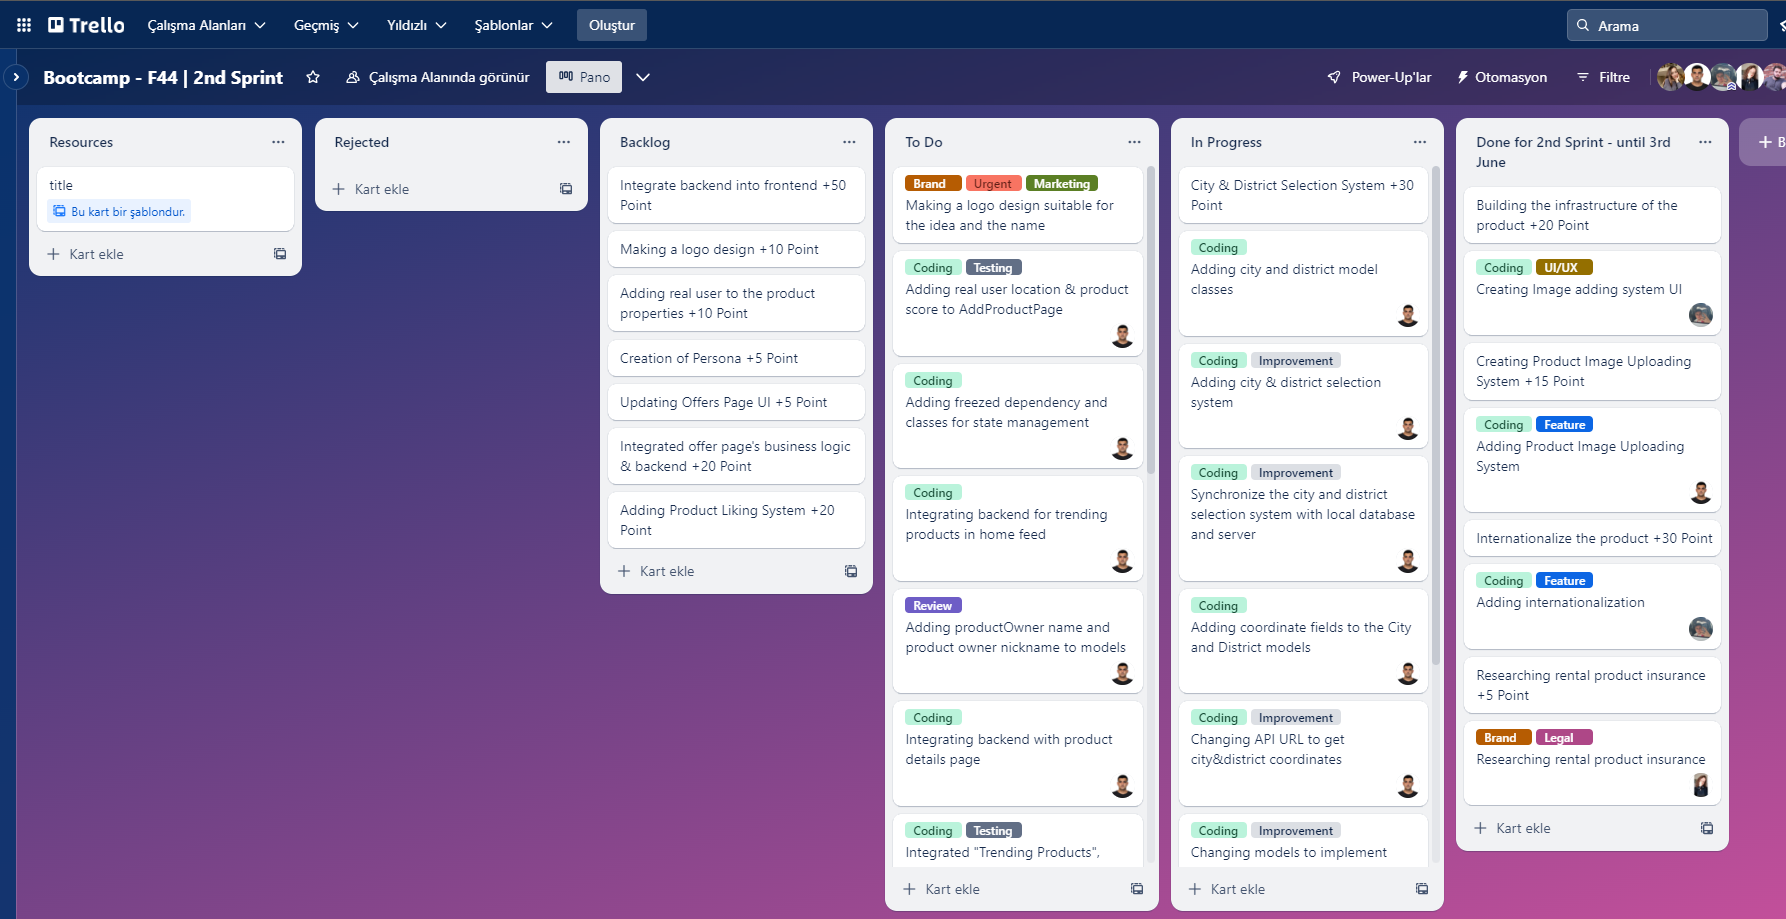 Trello
Çalışma Alanları
Geçmiş
Yıldızlı
Şablonlar
Oluştur
Arama
Bootcamp - F44 | 2nd Sprint
Çalışma Alanında görünür
Pano
Power-Up'lar
Otomasyon
Filtre
Resources
title
Bu kart bir şablondur.
Kart ekle
Rejected
Kart ekle
Backlog
Integrate backend into frontend +50
Point
Making a logo design +10 Point
Adding real user to the product
properties +10 Point
Creation of Persona +5 Point
Updating Offers Page UI +5 Point
Integrated offer page's business logic
& backend +20 Point
Adding Product Liking System +20
Point
Kart ekle
To Do
Brand Urgent Marketing
Making a logo design suitable for
the idea and the name
Coding Testing
Adding real user location & product
score to AddProductPage
Coding
Adding freezed dependency and
classes for state management
Coding
Integrating backend for trending
products in home feed
Review
Adding productOwner name and
product owner nickname to models
Coding
Integrating backend with product
details page
Coding Testing
Integrated "Trending Products",
Kart ekle
In Progress
City & District Selection System +30
Point
Coding
Adding city and district model
classes
Coding Improvement
Adding city & district selection
system
Coding Improvement
Synchronize the city and district
selection system with local database
and server
Coding
Adding coordinate fields to the City
and District models
Coding Improvement
Changing API URL to get
city&district coordinates
Coding Improvement
Changing models to implement
Kart ekle
Done for 2nd Sprint - until 3rd
June
Building the infrastructure of the
product +20 Point
Coding UI/UX
Creating Image adding system UI
Creating Product Image Uploading
System +15 Point
Coding Feature
Adding Product Image Uploading
System
Internationalize the product +30 Point
Coding Feature
Adding internationalization
Researching rental product insurance
+5 Point
Brand Legal
Researching rental product insurance
Kart ekle
B